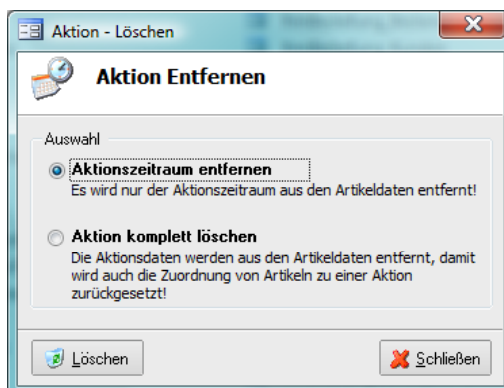 Aktion - Löschen
Aktion Entfernen
Auswahl
Aktionszeitraum entfernen
Es wird nur der Aktionszeitraum aus den Artikeldaten entfernt!
Aktion komplett löschen
Die Aktionsdaten werden aus den Artikeldaten entfernt, damit
wird auch die Zuordnung von Artikeln zu einer Aktion
zurückgesetzt!
Löschen
Schließen